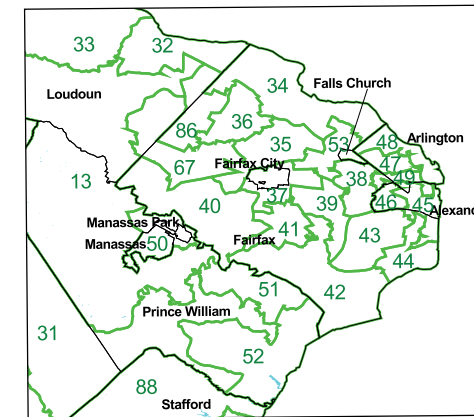 33
32
34
Falls Church
Loudoun
36
86
35
53
48
Arlington
47
67
Fairfax City
38
49
13
37
40
39
46
45
Alexand
Manassas Park
Manassas
50
Fairfax
41
43
44
51
42
Prince William
31
52
88
Stafford